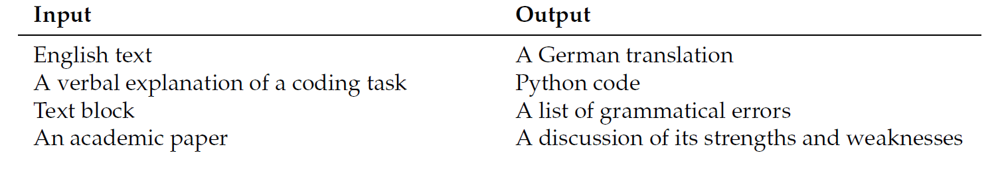 Input Output
English text A German translation
A verbal explanation of a coding task Python code
Text block A list of grammatical errors
An academic paper A discussion of its strengths and weaknesses